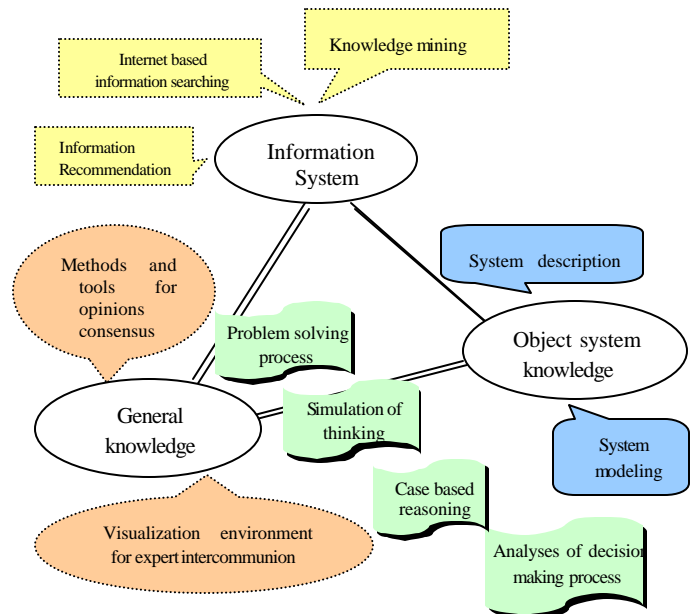 Internet based
information searching
Knowledge mining
Information
Recommendation
Information
System
Methods and
tools for
opinions
consensus
System description
Problem solving
process
Object system
knowledge
General
knowledge
Simulation of
thinking
System
modeling
Case based
reasoning
Visualization environment
for expert intercommunion
Analyses of decision
making process